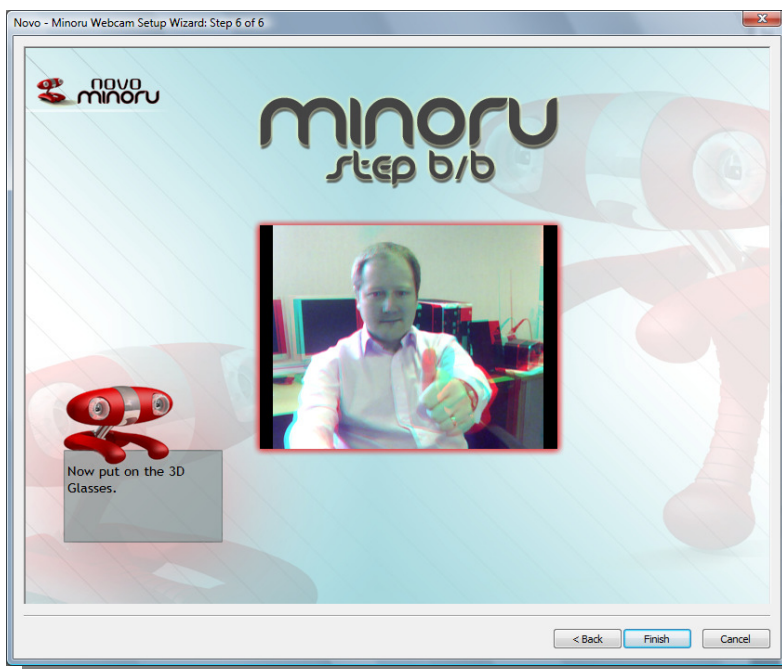 Novo - Minoru Webcam Setup Wizard: Step 6 of 6
novo
minoru
minoru
step 6/6
Now put on the 3D
Glasses.
< Back
Finish
Cancel